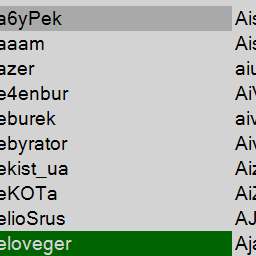 a6yPek Ais
aaam Ais
azer aiu
e4enbur AiV
eburek aiv
ebyrator Aiv
ekist_ua Aiz
eKOTa AiZ
elioSrus AJ
eloveger Aja